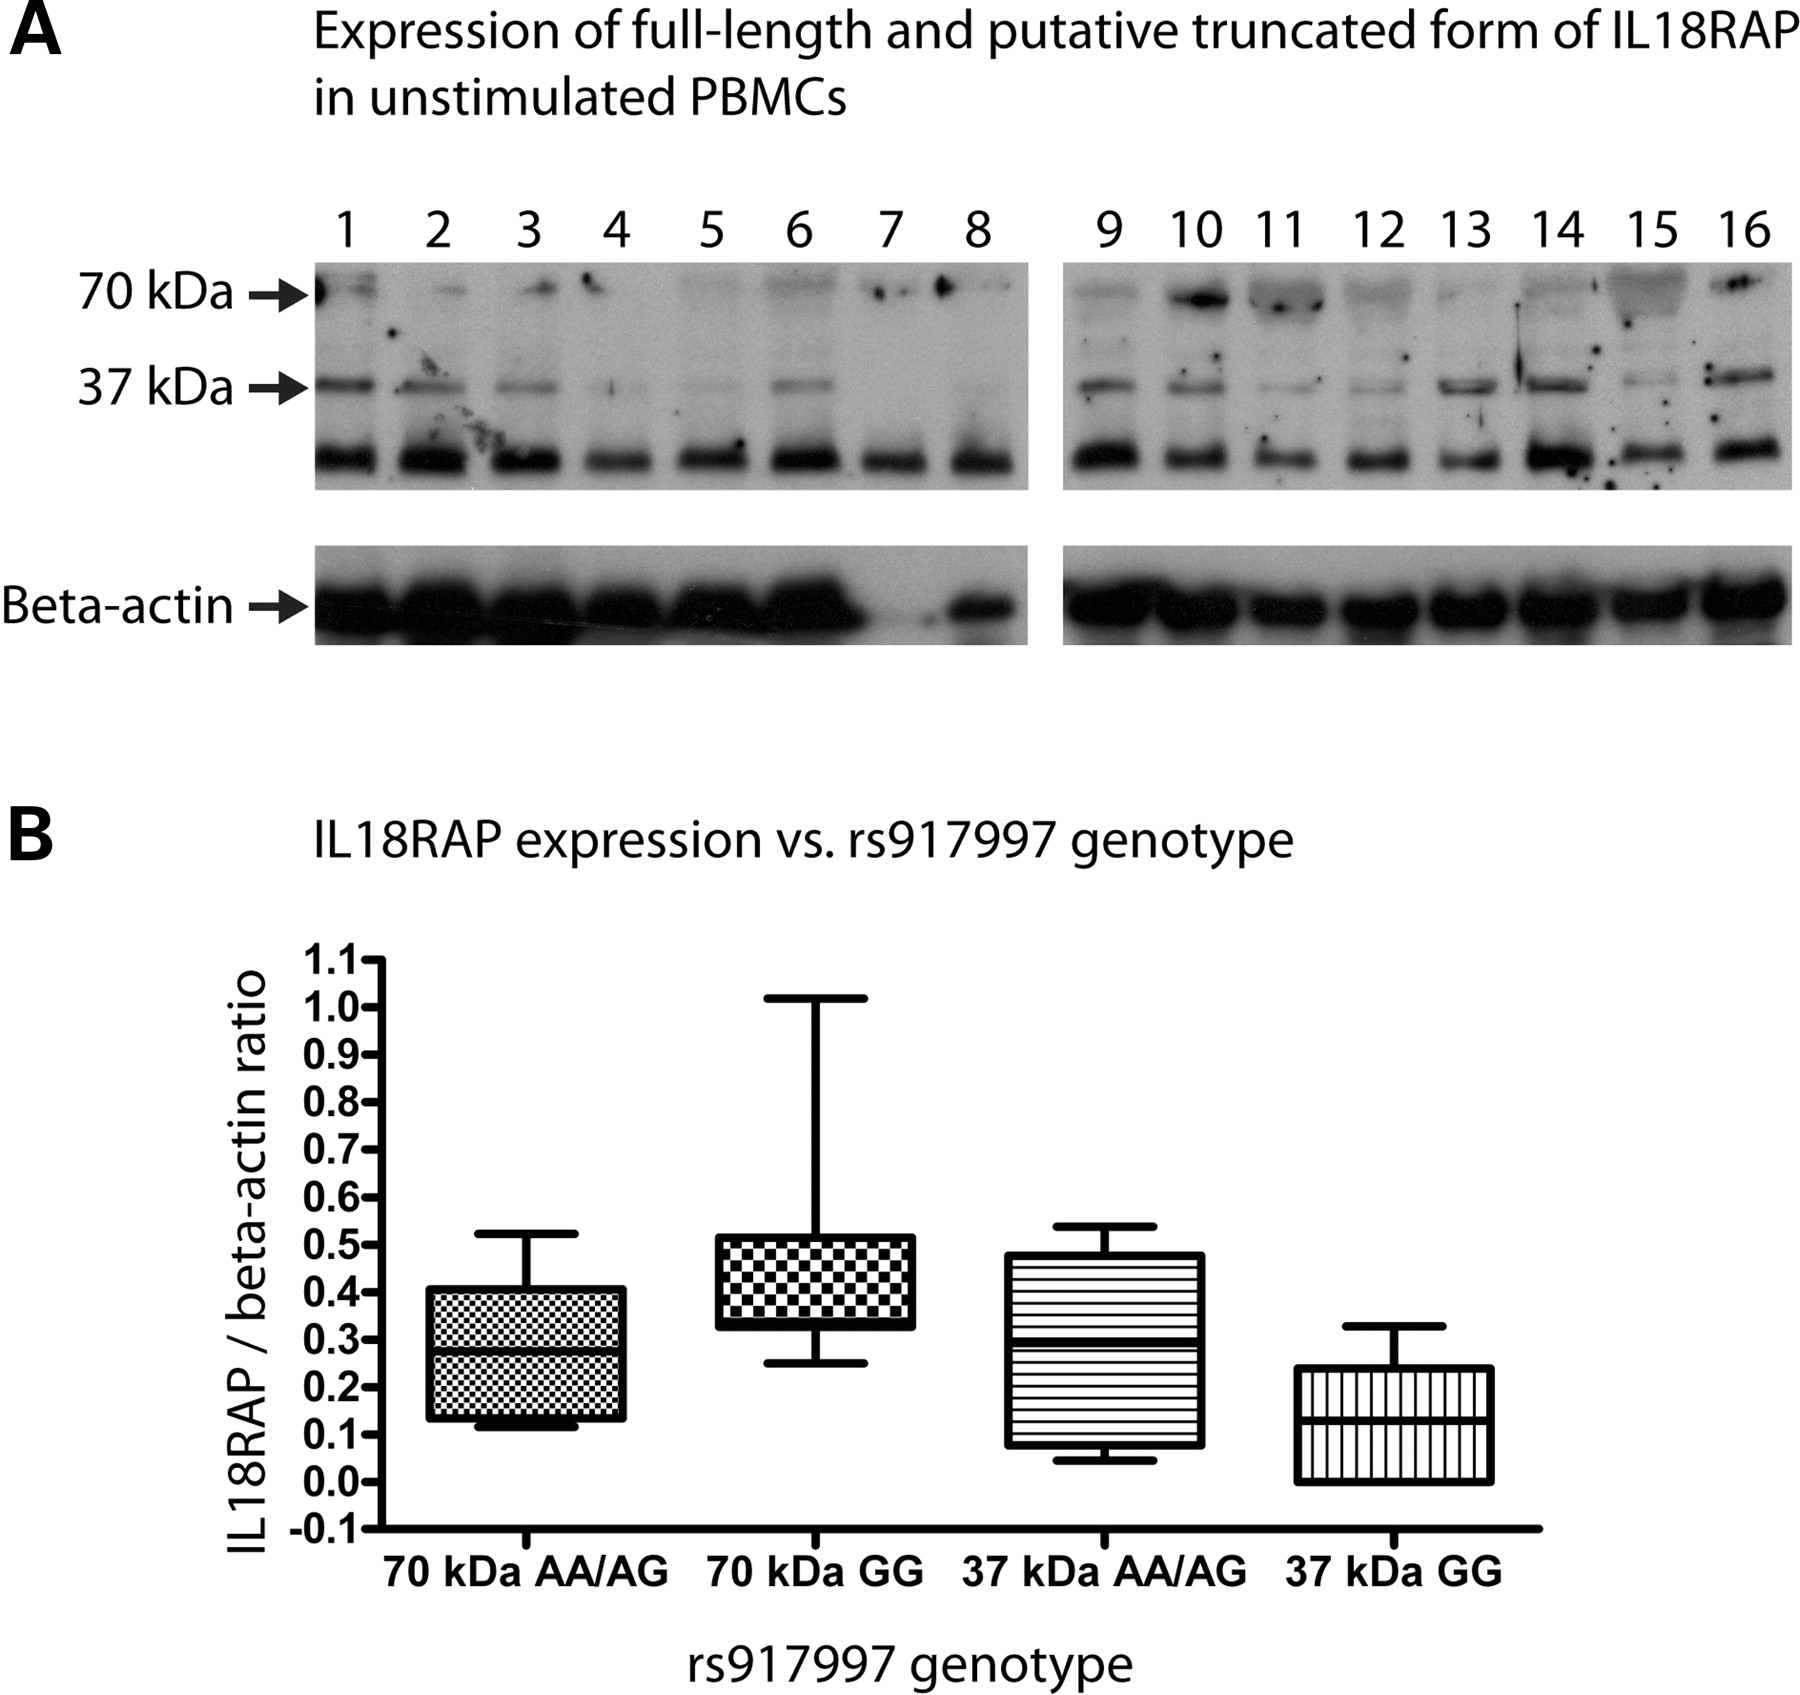 A
Expression of full-length and putative truncated form of IL18RAP
in unstimulated PBMCs
1 2 3 4 5 6 7 8 9 10 11 12 13 14 15 16
70 kDa
37 kDa
Beta-actin
B
IL18RAP expression vs. rs917997 genotype
IL18RAP / beta-actin ratio
1.1
1.0
0.9
0.8
0.7
0.6
0.5
0.4
0.3
0.2
0.1
0.0
-0.1
70 kDa AA/AG 70 kDa GG 37 kDa AA/AG 37 kDa GG
rs917997 genotype